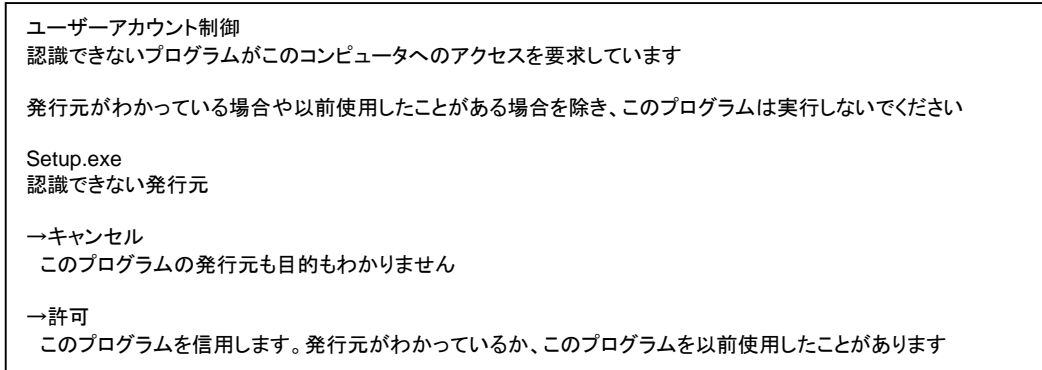 ユーザーアカウント制御
認識できないプログラムがこのコンピュータへのアクセスを要求しています
発行元がわかっている場合や以前使用したことがある場合を除き、このプログラムは実行しないでください
Setup.exe
認識できない発行元
→キャンセル
このプログラムの発行元も目的もわかりません
→許可
このプログラムを信用します。発行元がわかっているか、このプログラムを以前使用したことがあります